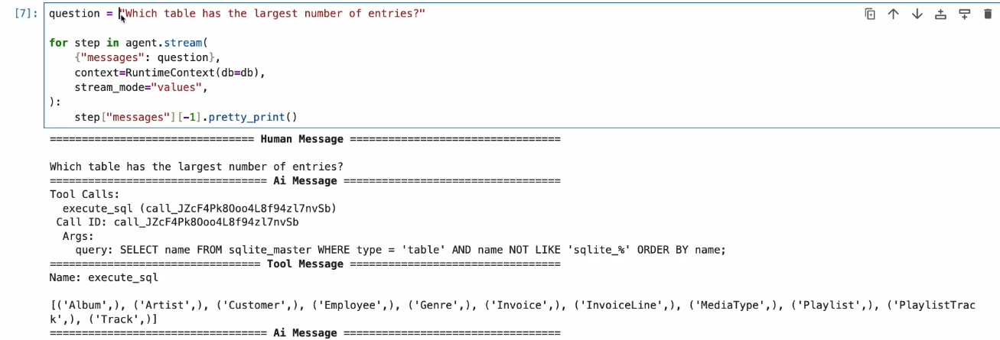 [7]: question = "Which table has the largest number of entries?"
for step in agent.stream(
{"messages": question},
context=RuntimeContext(db=db),
stream_mode="values",
):
step["messages"][-1].pretty_print()
================================ Human Message =================================
Which table has the largest number of entries?
================================== Ai Message ==================================
Tool Calls:
execute_sql (call_JZcF4Pk8Ooo4L8f94zl7nvSb)
Call ID: call_JZcF4Pk8Ooo4L8f94zl7nvSb
Args:
query: SELECT name FROM sqlite_master WHERE type = 'table' AND name NOT LIKE 'sqlite_%' ORDER BY name;
================================= Tool Message =================================
Name: execute_sql
[('Album',), ('Artist',), ('Customer',), ('Employee',), ('Genre',), ('Invoice',), ('InvoiceLine',), ('MediaType',), ('Playlist',), ('PlaylistTrac
k',), ('Track',)]
================================== Ai Message ==================================